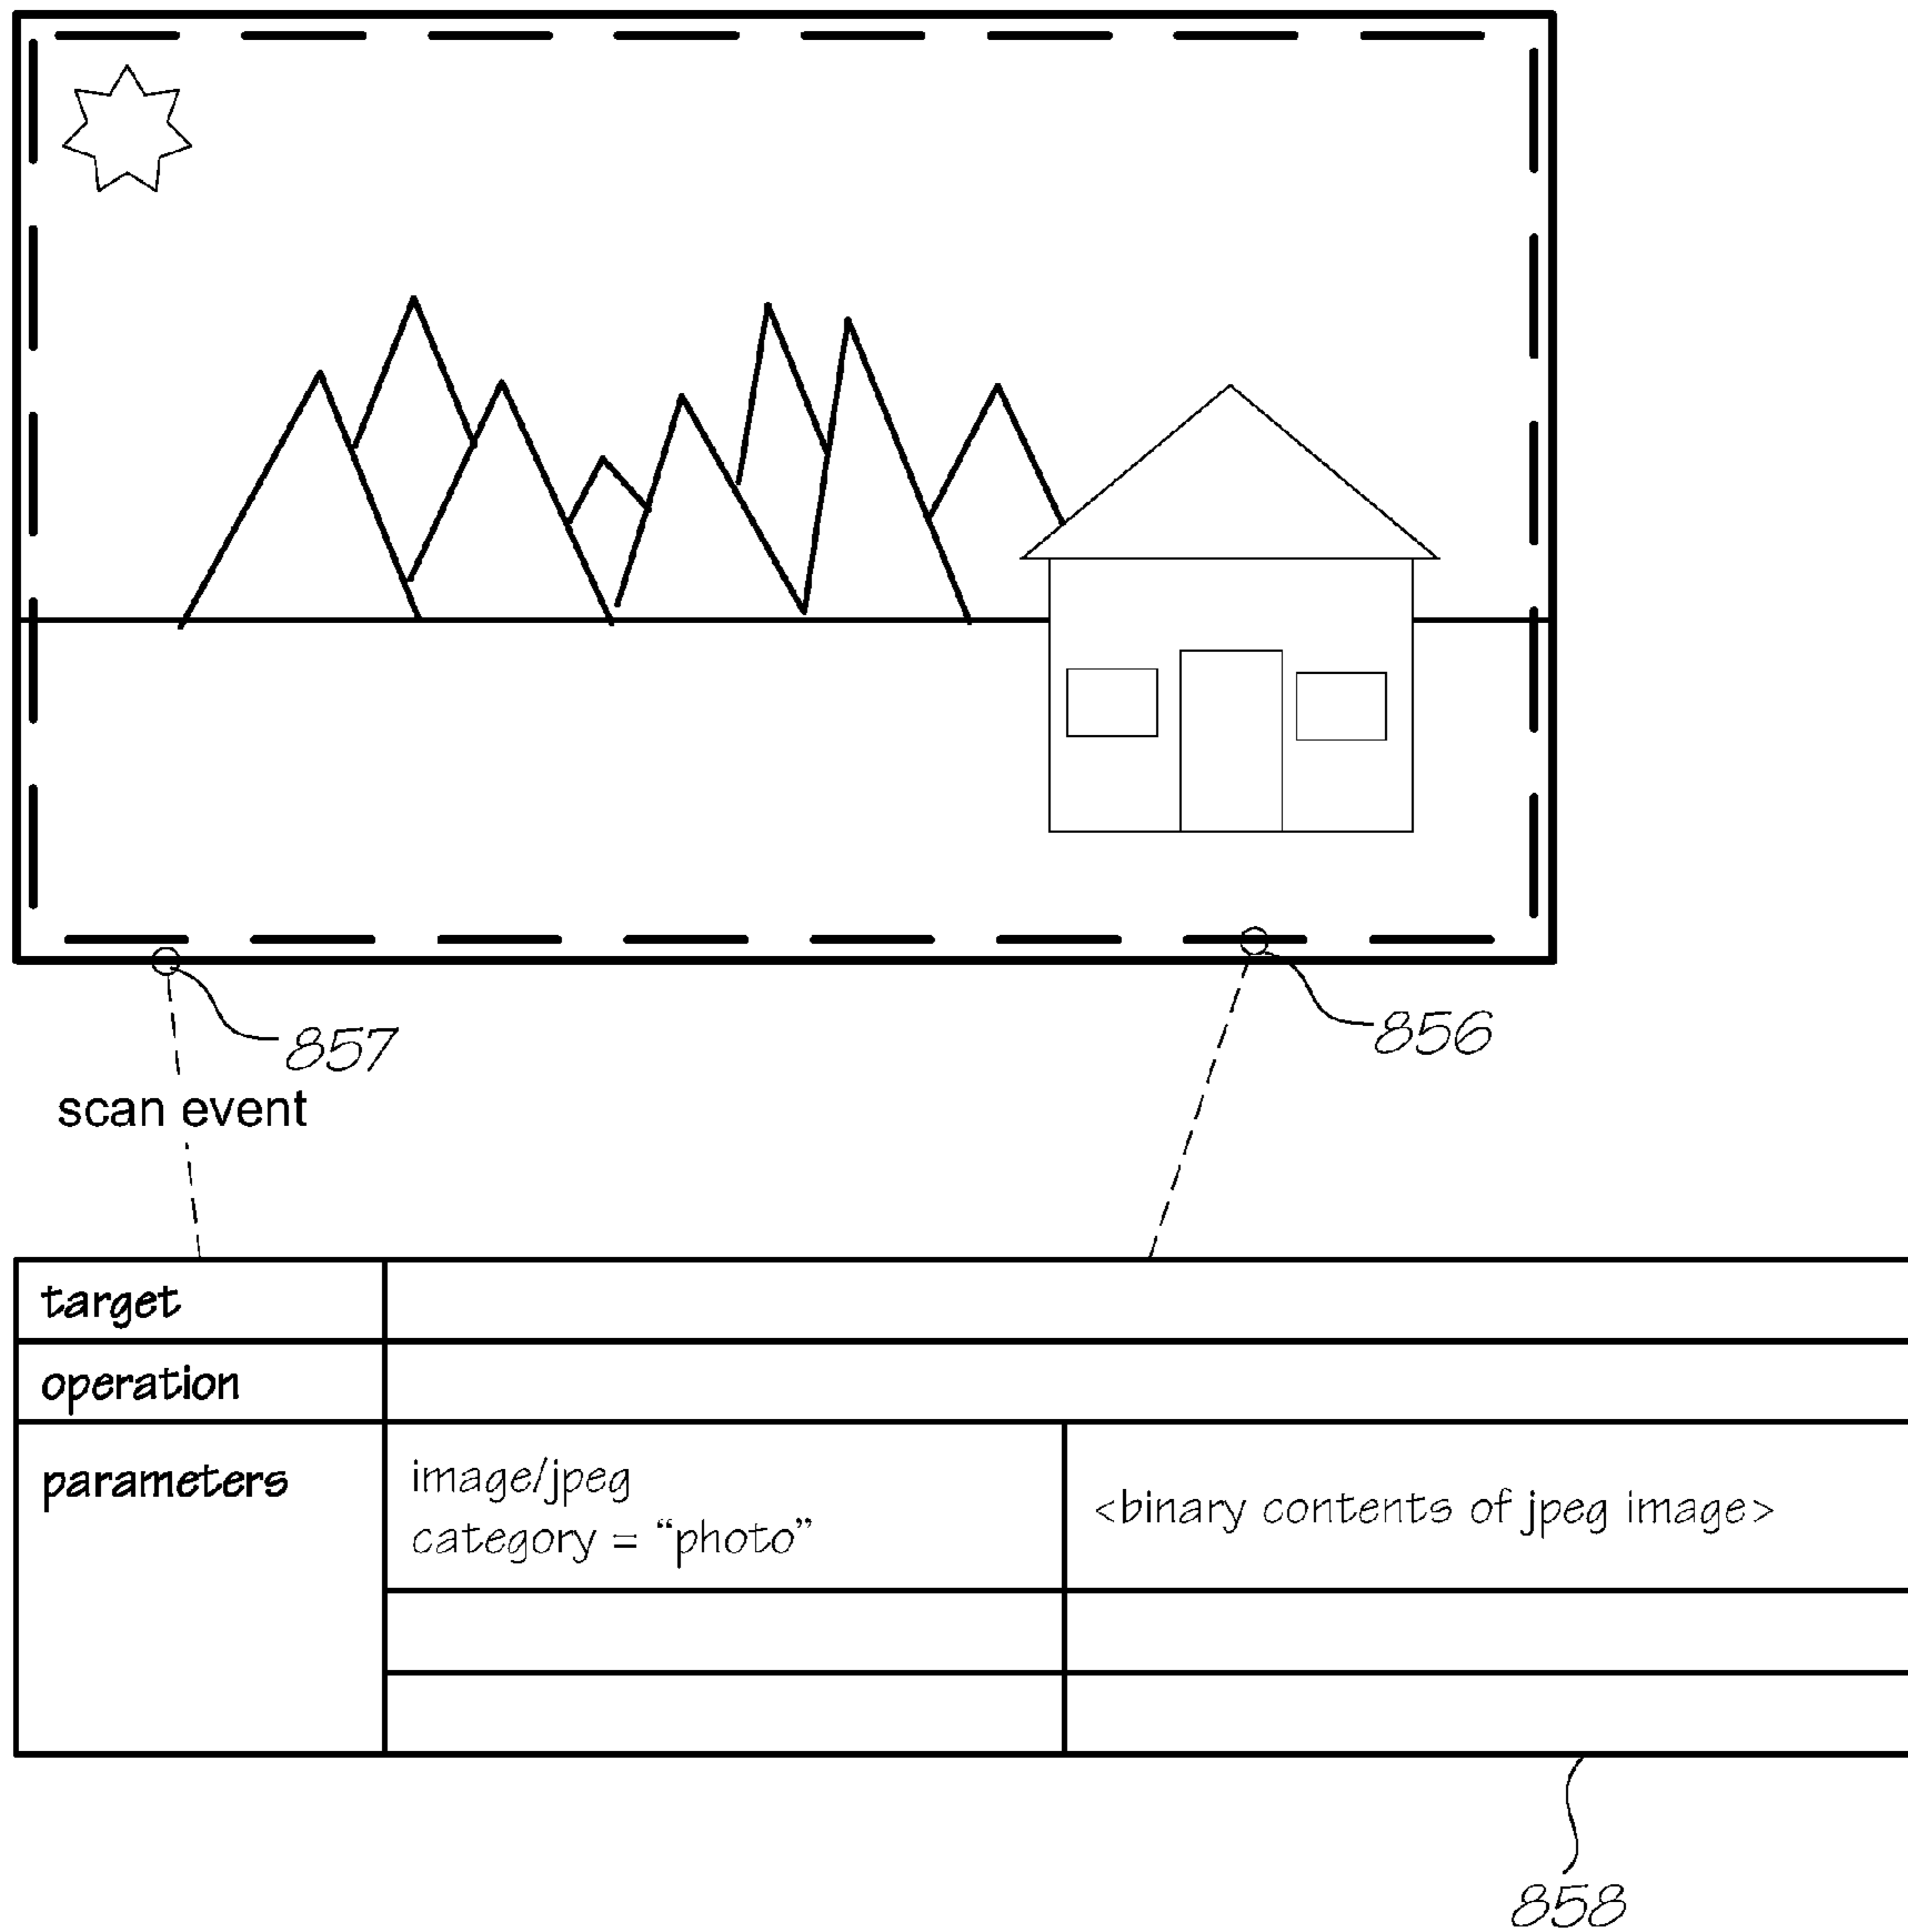 857
856
scan event
target
operation
parameters
image/jpeg
category = “photo”
<binary contents of jpeg image>
858